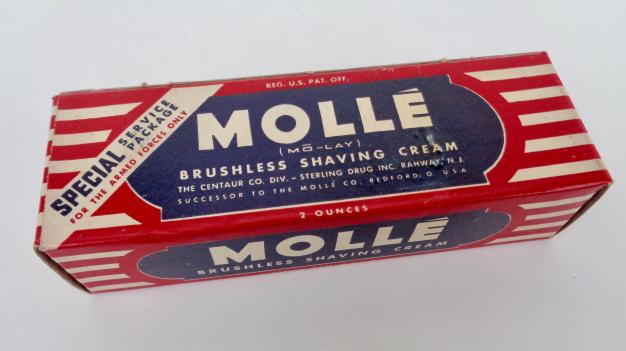 REG. U.S. PAT. OFF.
SPECIAL SERVICE PACKAGE
FOR THE ARMED FORCES ONLY
MOLLÉ
(MŌ-LAY)
BRUSHLESS SHAVING CREAM
THE CENTAUR CO. DIV. – STERLING DRUG INC. RAHWAY, N.J.
SUCCESSOR TO THE MOLLÉ CO. BEDFORD, O. USA
2 OUNCES
MOLLÉ
BRUSHLESS SHAVING CREAM